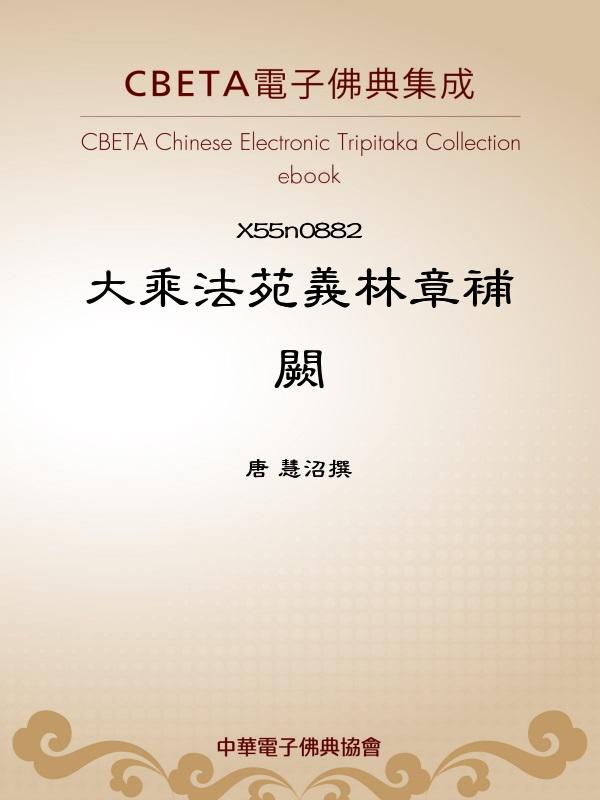 CBETA電子佛典集成
CBETA Chinese Electronic Tripitaka Collection
ebook
X55n0882
大乘法苑義林章補
闕
唐 慧沼撰
中華電子佛典協會